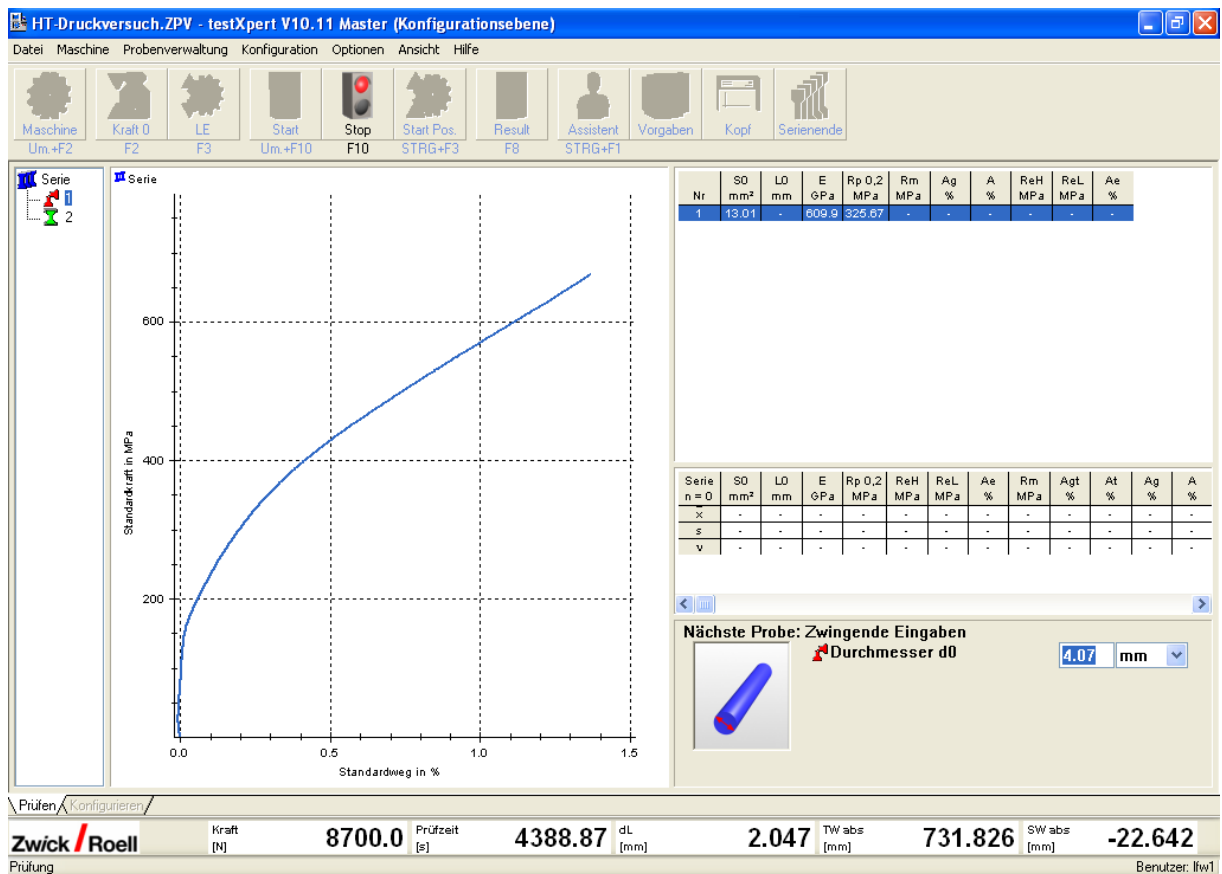 HT-Druckversuch.ZPV - testXpert V10.11 Master (Konfigurationsebene)
Datei Maschine Probenverwaltung Konfiguration Optionen Ansicht Hilfe
Maschine Kraft 0 LE Start Stop Start Pos. Result Assistent Vorgaben Kopf Serienende
Um.+F2 F2 F3 Um.+F10 F10 STRG+F3 F8 STRG+F1
Serie
1
2
Serie
600
400
200
Standardkraft in MPa
0.0 0.5 1.0 1.5
Standardweg in %
S0 L0 E Rp 0,2 Rm Ag A ReH ReL Ae
Nr mm² mm GPa MPa MPa % % MPa MPa %
1 13.01 - 609.9 325.67 - - - - - -
Serie S0 L0 E Rp 0,2 ReH ReL Ae Rm Agt At Ag A
n = 0 mm² mm GPa MPa MPa MPa % MPa % % % %
x̄ - - - - - - - - - - - -
s - - - - - - - - - - - -
v - - - - - - - - - - - -
Nächste Probe: Zwingende Eingaben
Durchmesser d0 4.07 mm
Prüfen Konfigurieren
Zwick / Roell
Kraft [N] 8700.0 Prüfzeit [s] 4388.87 dL [mm] 2.047 TW abs [mm] 731.826 SW abs [mm] -22.642
Prüfung Benutzer: lfw1